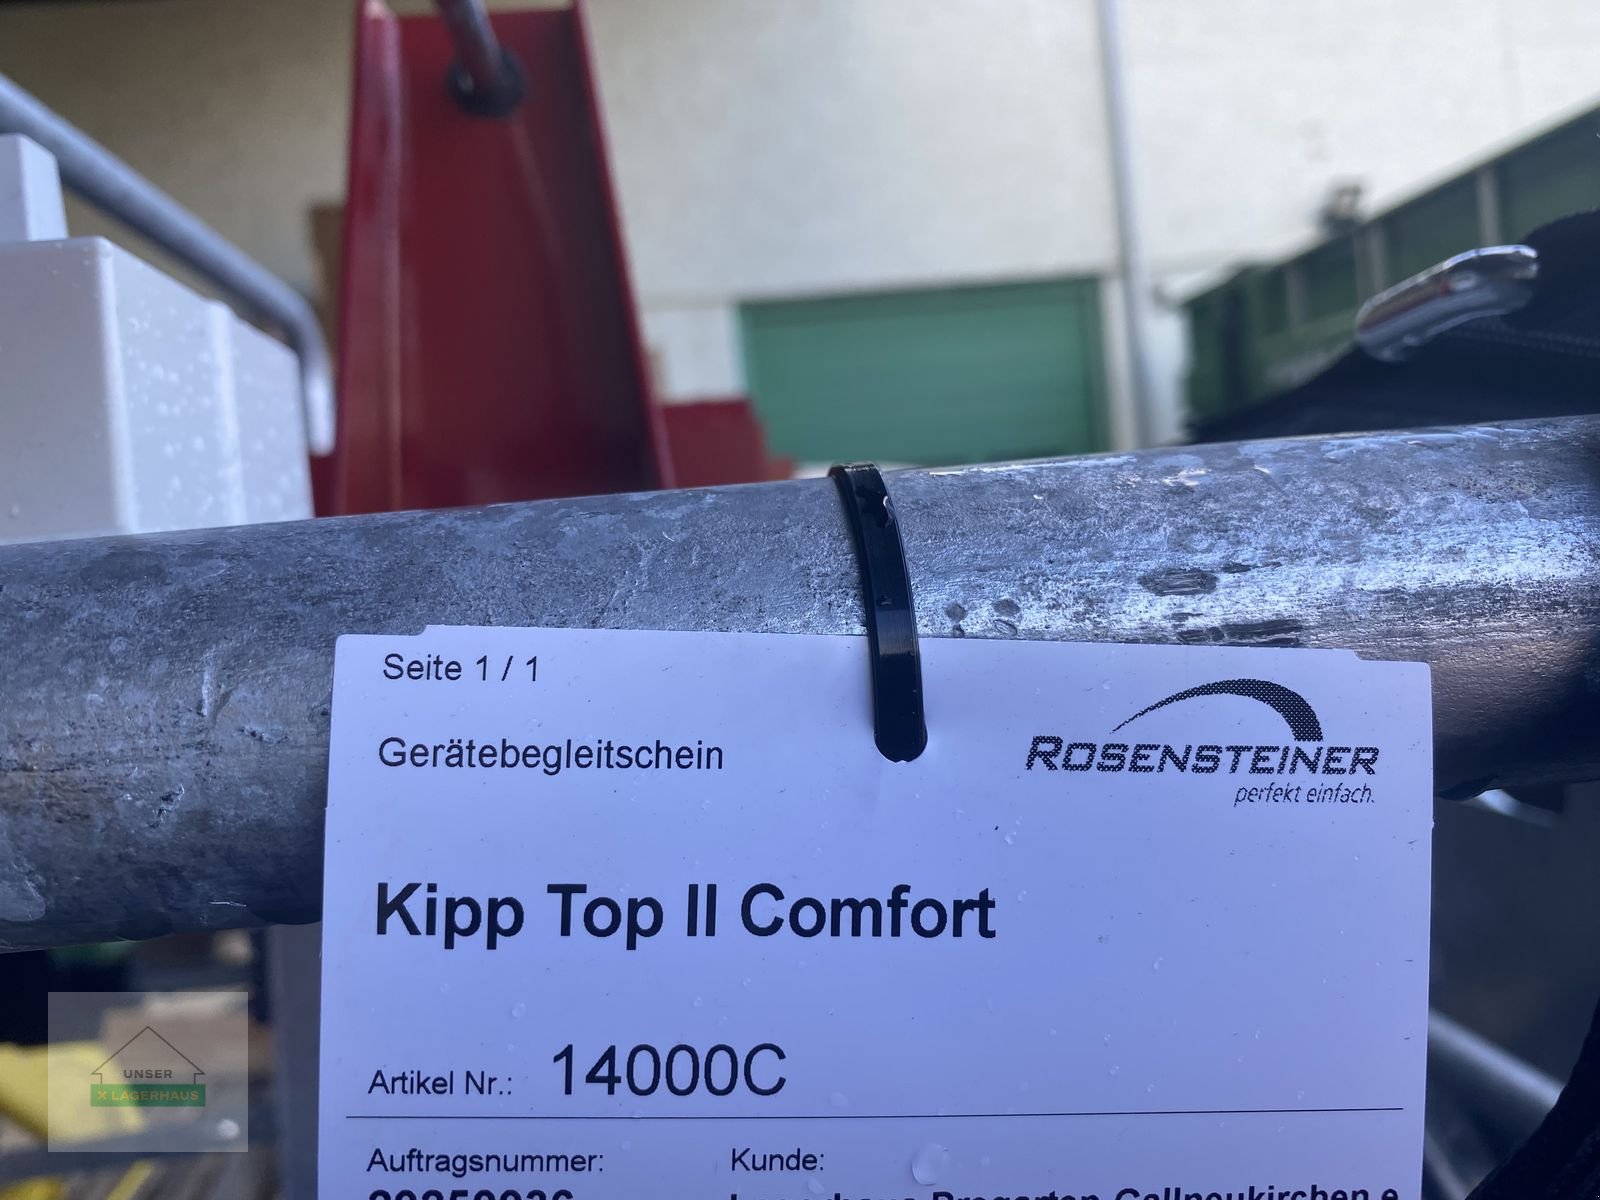 Seite 1 / 1
Gerätebegleitschein
ROSENSTEINER
perfekt einfach.
Kipp Top II Comfort
Artikel Nr.: 14000C
Auftragsnummer: Kunde:
UNSER
X LAGERHAUS